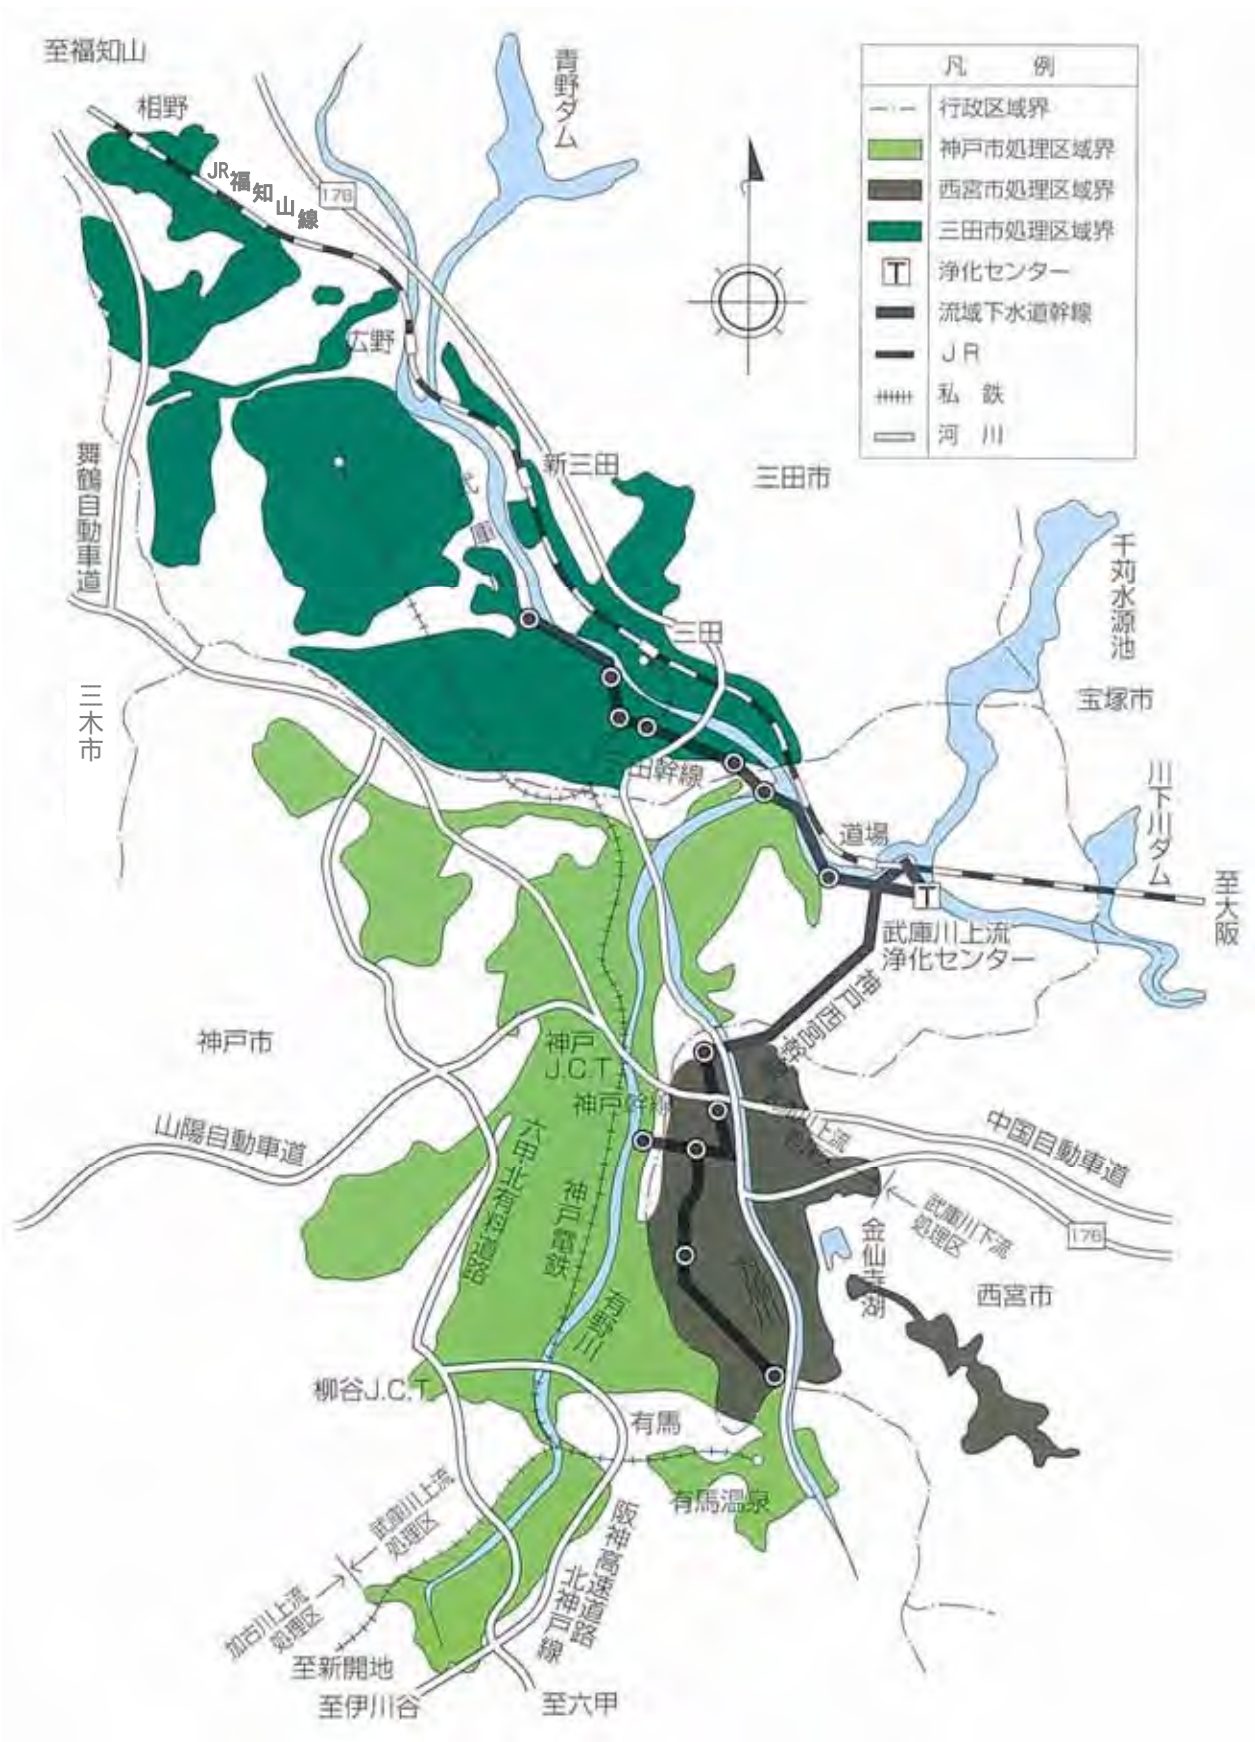 至福知山
相野
JR福知山線
176
青野ダム
凡 例
行政区域界
神戸市処理区域界
西宮市処理区域界
三田市処理区域界
T 浄化センター
流域下水道幹線
JR
私 鉄
河 川
広野
舞鶴自動車道
新三田
三田市
千苅水源池
三田
宝塚市
三木市
川下川ダム
三田幹線
道場
至大阪
T
武庫川上流
浄化センター
神戸西宮幹線
神戸市
神戸
J.C.T.
神戸幹線
山陽自動車道
六甲北有料道路
神戸電鉄
中国自動車道
武庫川下流
処理区
176
金仙寺湖
西宮市
有野川
柳谷J.C.T.
有馬
有馬温泉
武庫川上流
処理区
加古川上流
処理区
阪神高速道路
北神戸線
至新開地
至伊川谷
至六甲